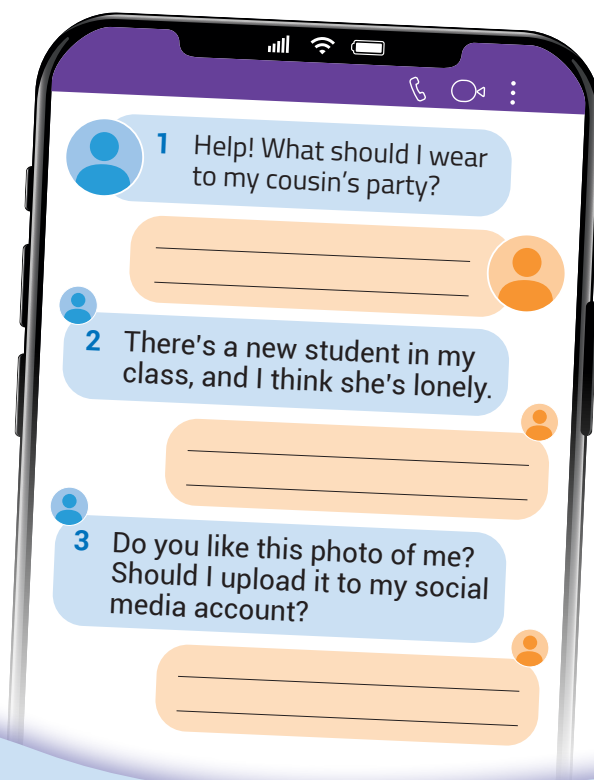 1 Help! What should I wear
to my cousin's party?
2 There's a new student in my
class, and I think she's lonely.
3 Do you like this photo of me?
Should I upload it to my social
media account?